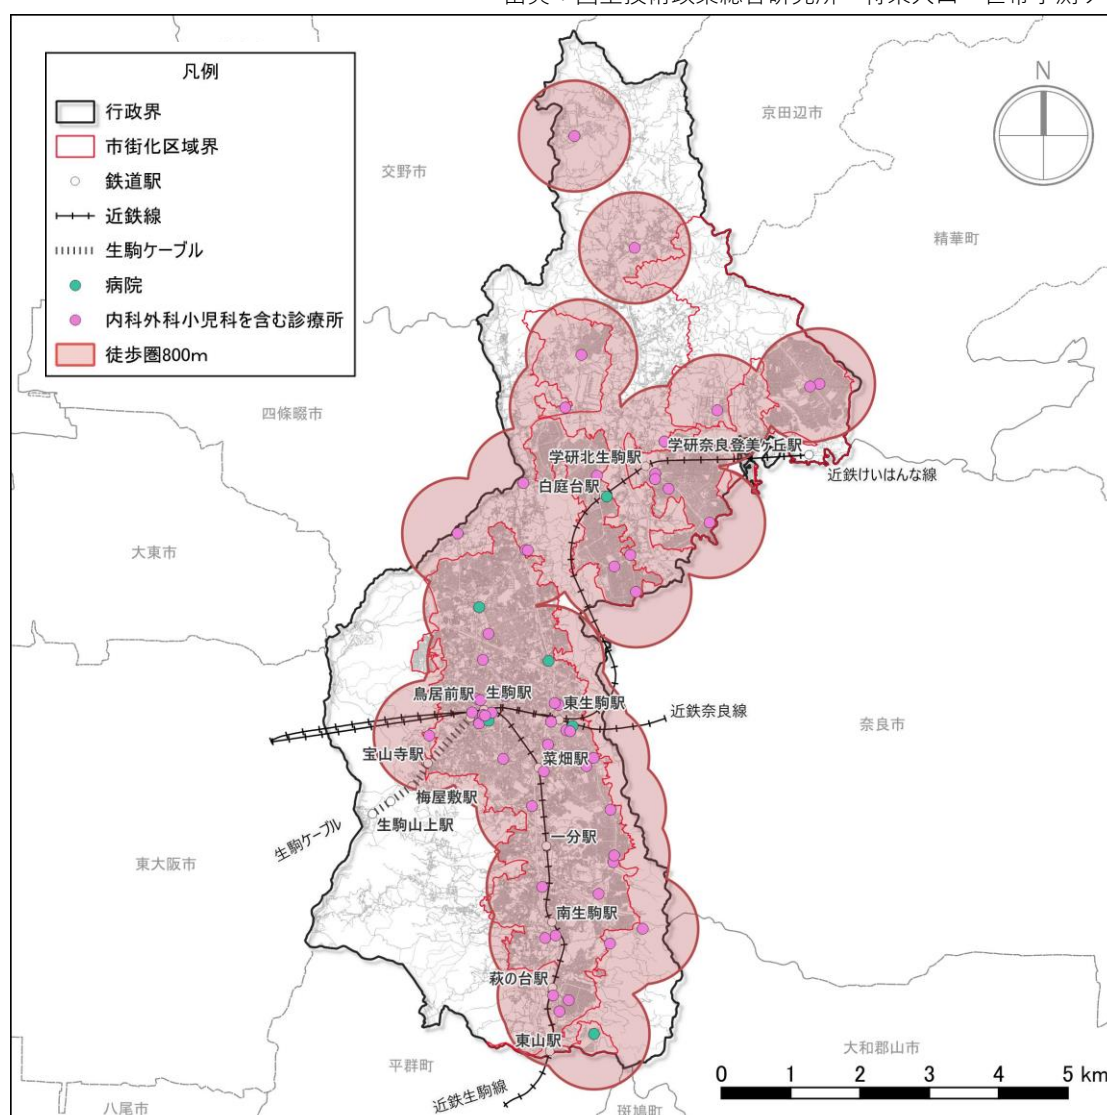 凡例
行政界
市街化区域界
鉄道駅
近鉄線
生駒ケーブル
病院
内科外科小児科を含む診療所
徒歩圏800m
N
京田辺市
交野市
精華町
四條畷市
学研奈良登美ケ丘駅
学研北生駒駅
近鉄けいはんな線
白庭台駅
大東市
鳥居前駅
生駒駅
東生駒駅
近鉄奈良線
奈良市
宝山寺駅
菜畑駅
梅屋敷駅
生駒山上駅
生駒ケーブル
一分駅
東大阪市
南生駒駅
萩の台駅
東山駅
平群町
大和郡山市
近鉄生駒線
八尾市
斑鳩町
0 1 2 3 4 5 km